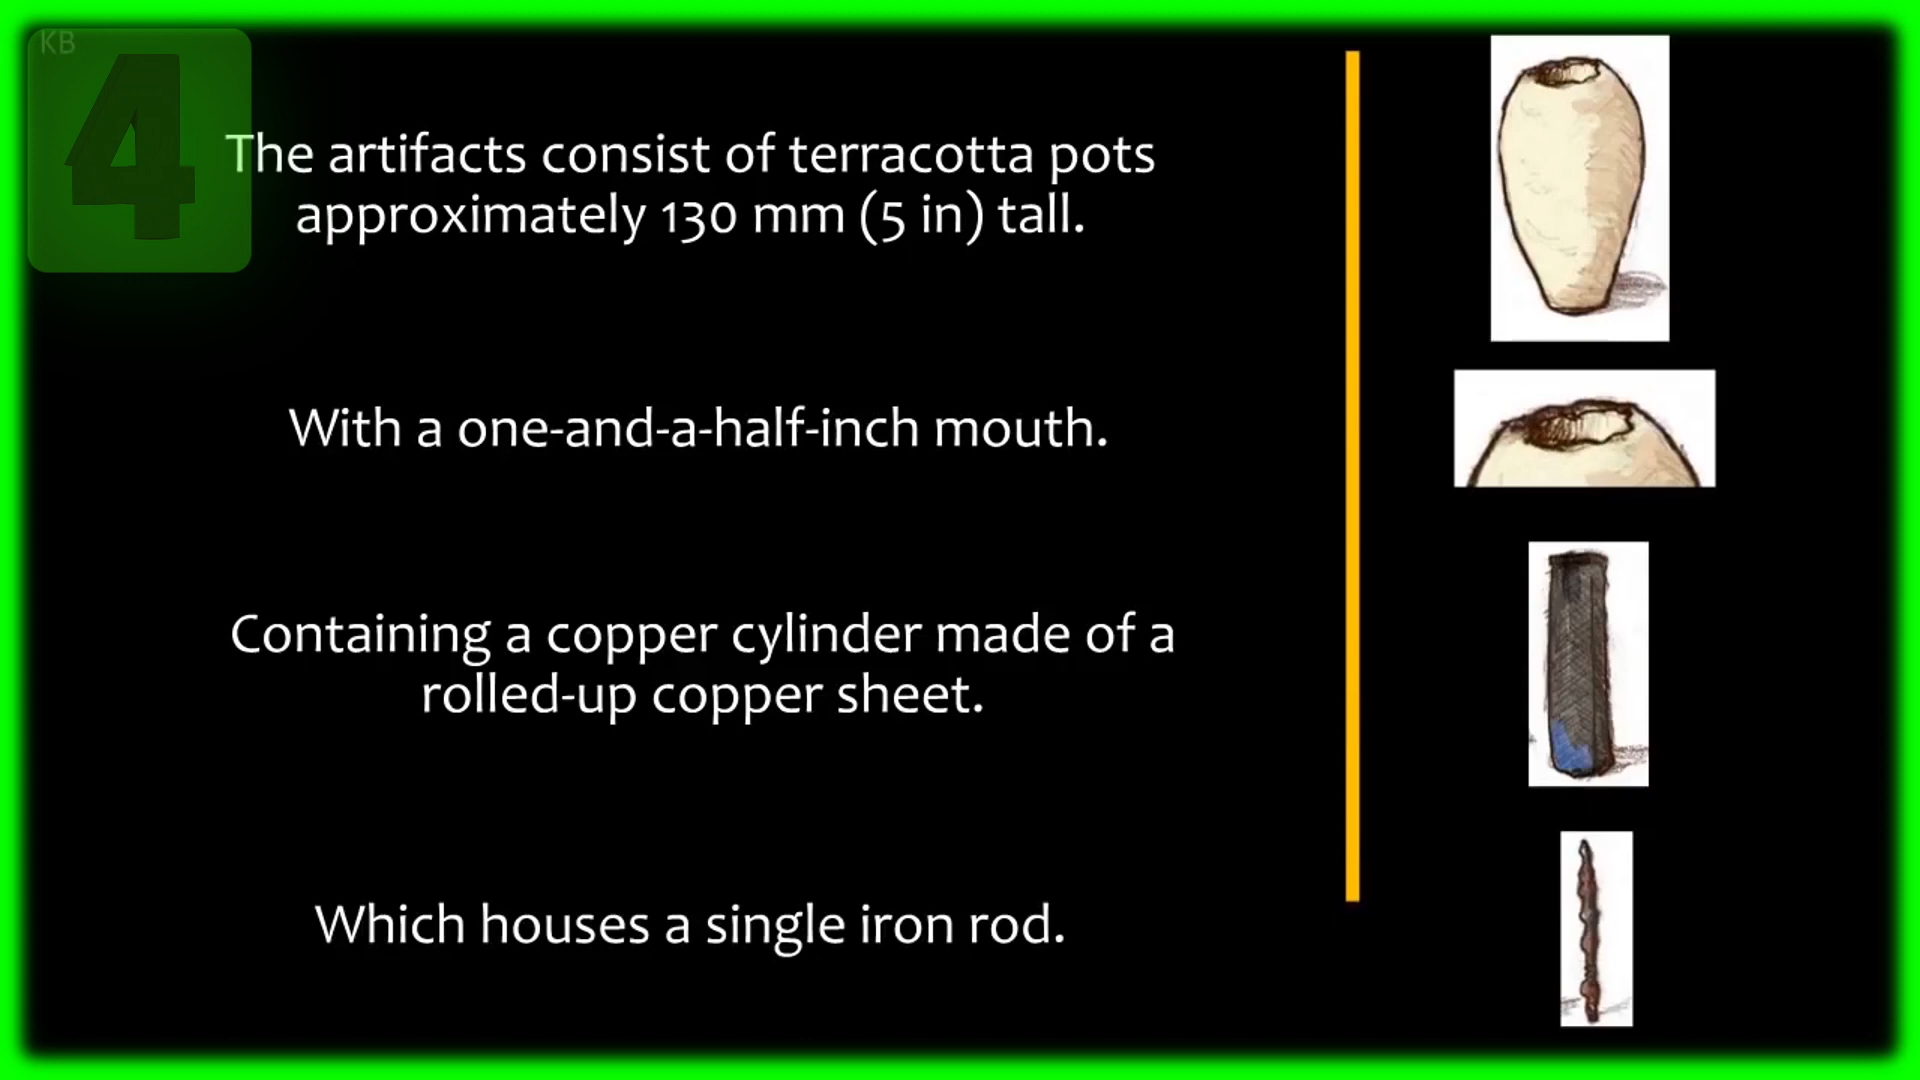 KB
4
The artifacts consist of terracotta pots
approximately 130 mm (5 in) tall.
With a one-and-a-half-inch mouth.
Containing a copper cylinder made of a
rolled-up copper sheet.
Which houses a single iron rod.